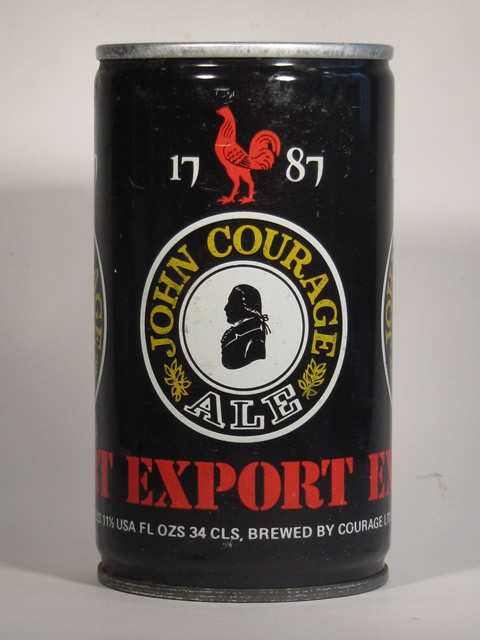 17 87
JOHN COURAGE
ALE
EXPORT
11½ USA FL OZS 34 CLS, BREWED BY COURAGE